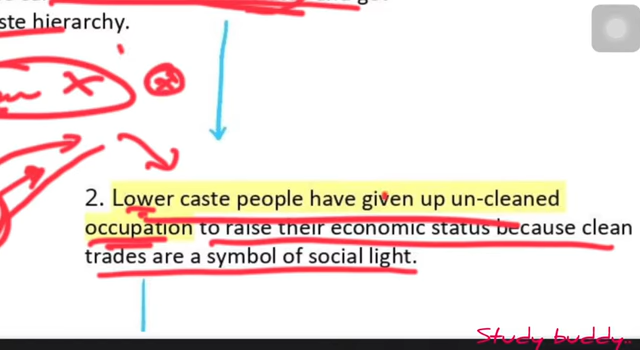 ste hierarchy.
2. Lower caste people have given up un-cleaned
occupation to raise their economic status because clean
trades are a symbol of social light.
Study buddy..